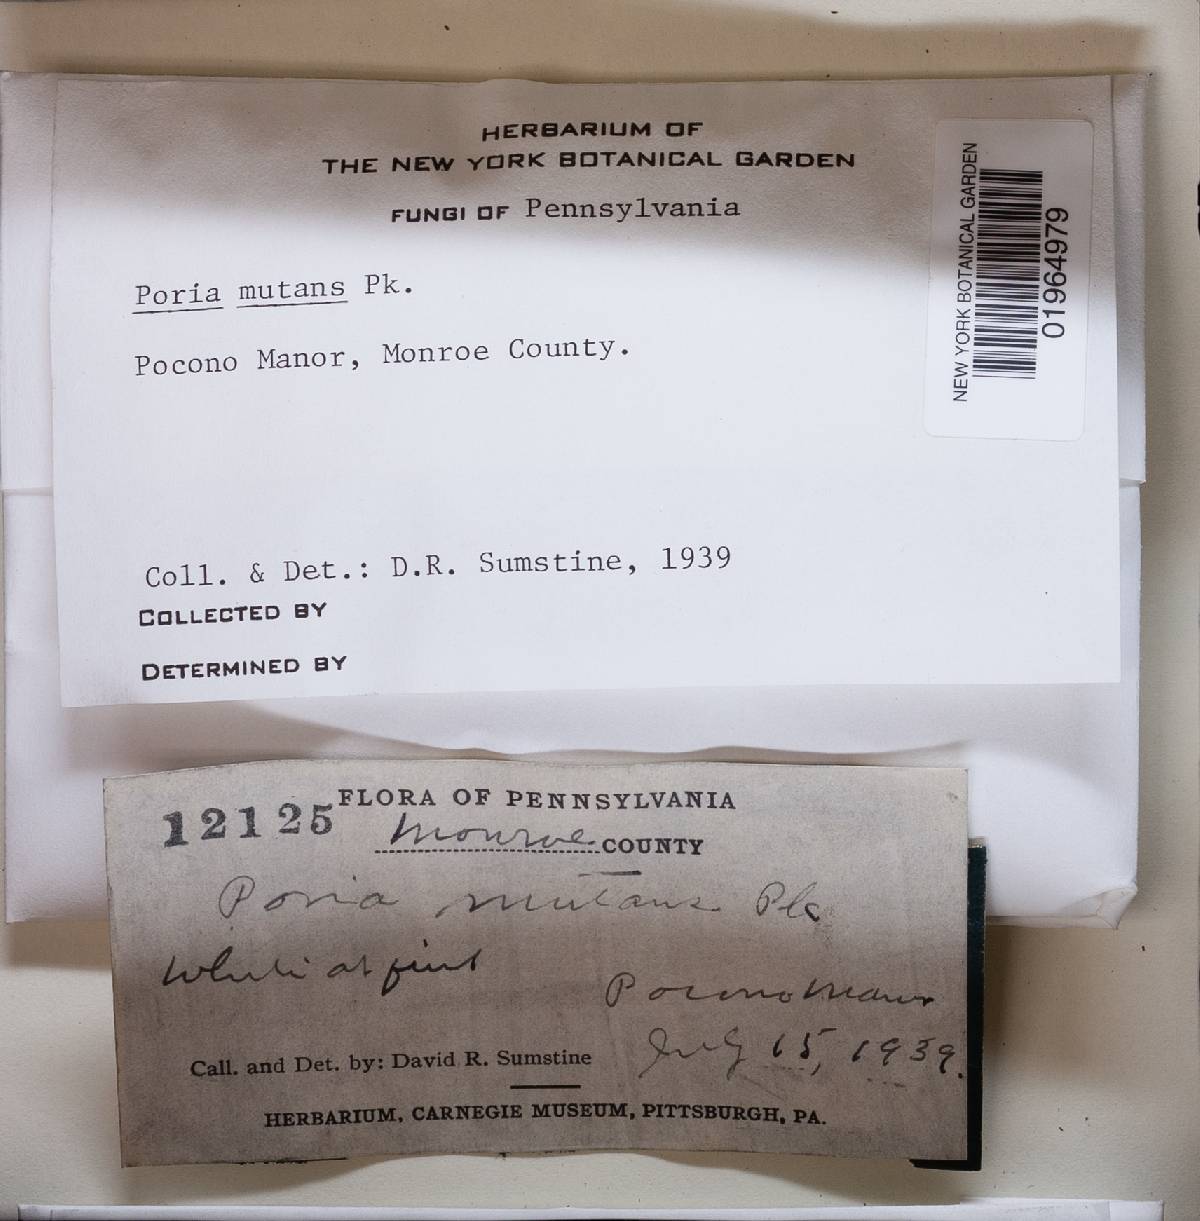 HERBARIUM OF
THE NEW YORK BOTANICAL GARDEN
FUNGI OF Pennsylvania
Poria mutans Pk.
Pocono Manor, Monroe County.
Coll. & Det.: D.R. Sumstine, 1939
COLLECTED BY
DETERMINED BY
NEW YORK BOTANICAL GARDEN
01964979
12125
FLORA OF PENNSYLVANIA
Monroe COUNTY
Poria mutans Pk
White at first
Pocono Manor
July 15, 1939.
Call. and Det. by: David R. Sumstine
HERBARIUM, CARNEGIE MUSEUM, PITTSBURGH, PA.